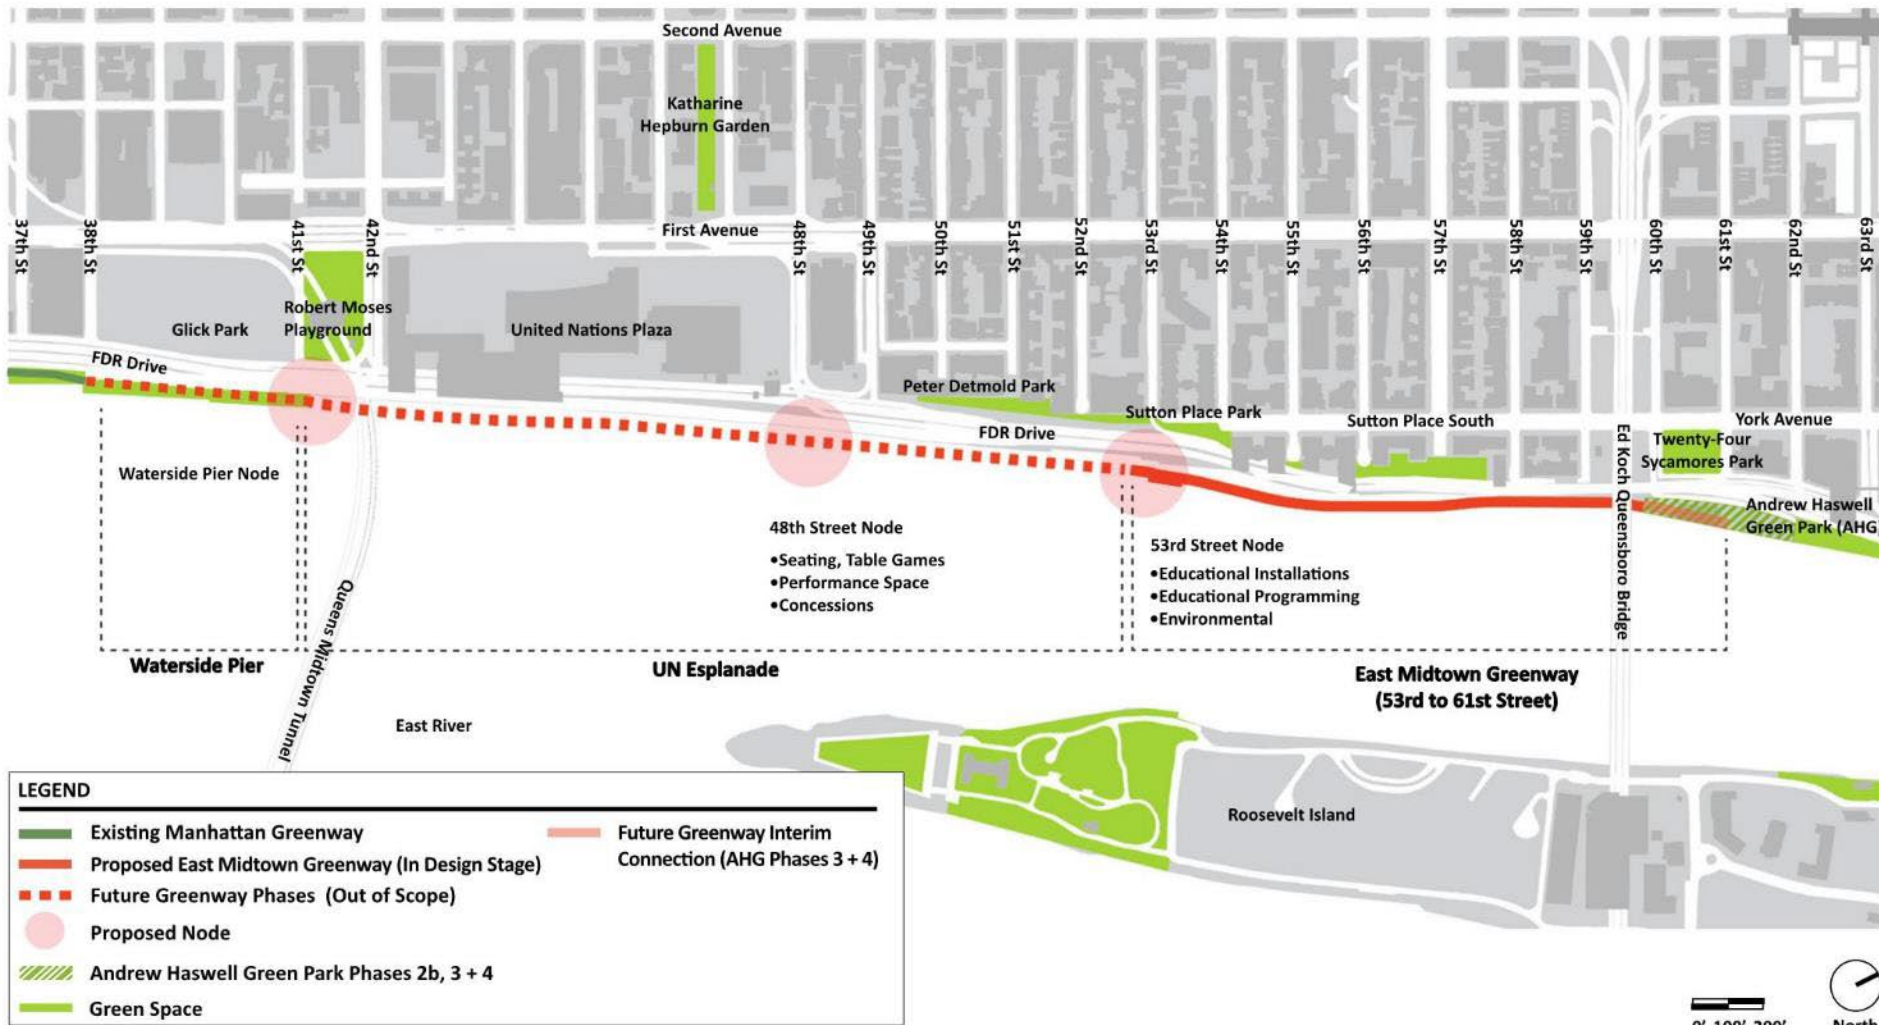 Second Avenue
Katharine
Hepburn Garden
First Avenue
37th St
38th St
41st St
42nd St
48th St
49th St
50th St
51st St
52nd St
53rd St
54th St
55th St
56th St
57th St
58th St
59th St
60th St
61st St
62nd St
63rd St
Glick Park
Robert Moses
Playground
United Nations Plaza
FDR Drive
Peter Detmold Park
Sutton Place Park
Sutton Place South
York Avenue
FDR Drive
Twenty-Four
Sycamores Park
Andrew Haswell
Green Park (AHG)
Ed Koch Queensboro Bridge
Waterside Pier Node
48th Street Node
•Seating, Table Games
•Performance Space
•Concessions
53rd Street Node
•Educational Installations
•Educational Programming
•Environmental
Queens Midtown Tunnel
Waterside Pier
UN Esplanade
East Midtown Greenway
(53rd to 61st Street)
East River
Roosevelt Island
LEGEND
Existing Manhattan Greenway
Proposed East Midtown Greenway (In Design Stage)
Future Greenway Phases (Out of Scope)
Proposed Node
Andrew Haswell Green Park Phases 2b, 3 + 4
Green Space
Future Greenway Interim
Connection (AHG Phases 3 + 4)
0' 100' 200'
North